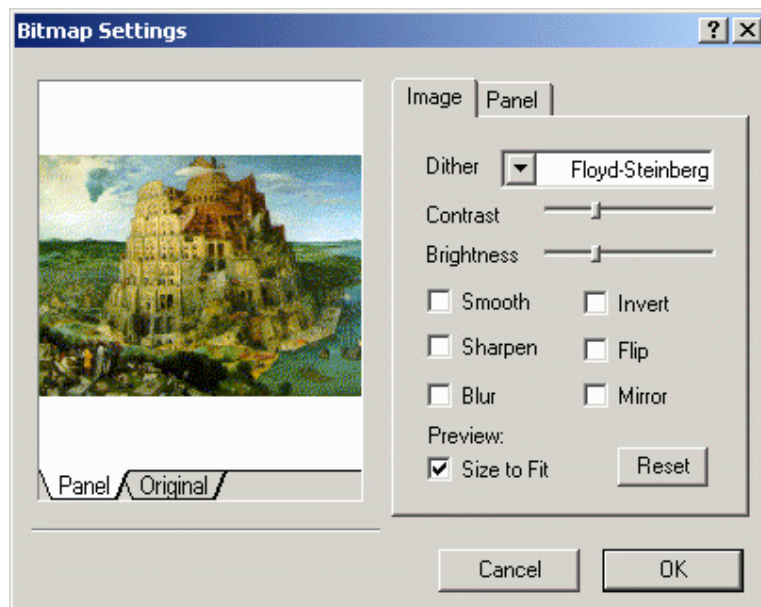 Bitmap Settings
Image Panel
Dither Floyd-Steinberg
Contrast
Brightness
Smooth Invert
Sharpen Flip
Blur Mirror
Preview:
Size to Fit Reset
Panel Original
Cancel OK